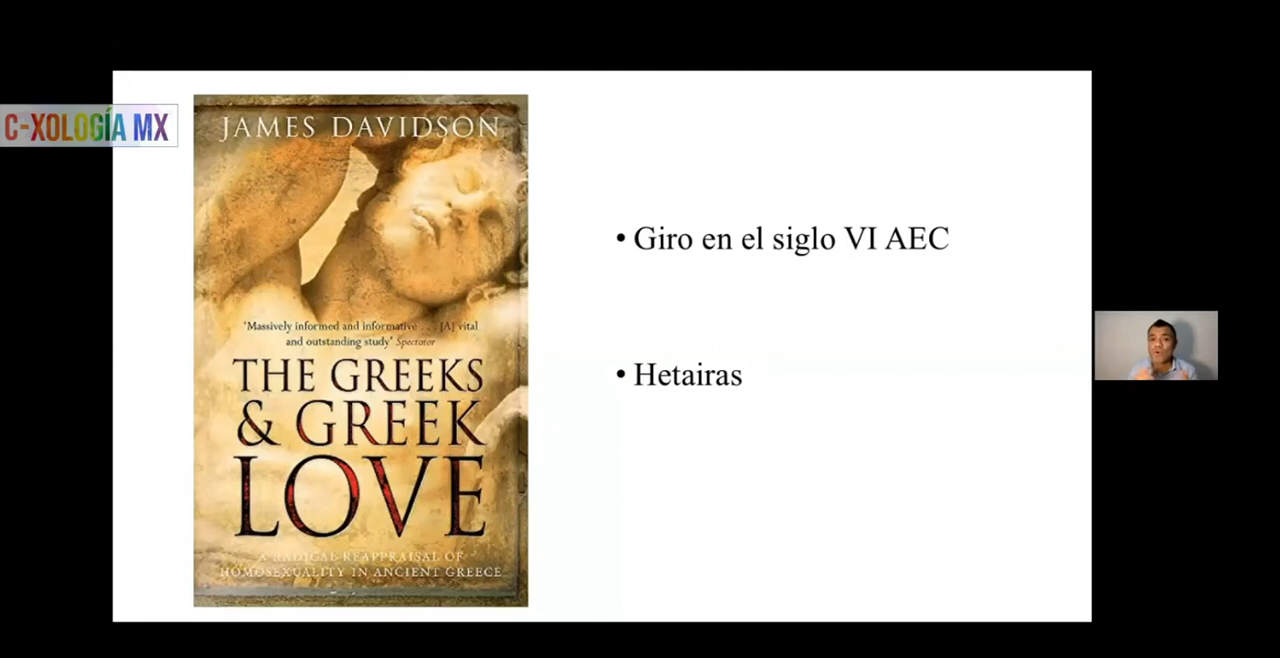 C-XOLOGÍA MX
JAMES DAVIDSON
'Massively informed and informative . . . [A] vital
and outstanding study' Spectator
THE GREEKS
& GREEK
LOVE
A RADICAL REAPPRAISAL OF
HOMOSEXUALITY IN ANCIENT GREECE
• Giro en el siglo VI AEC
• Hetairas